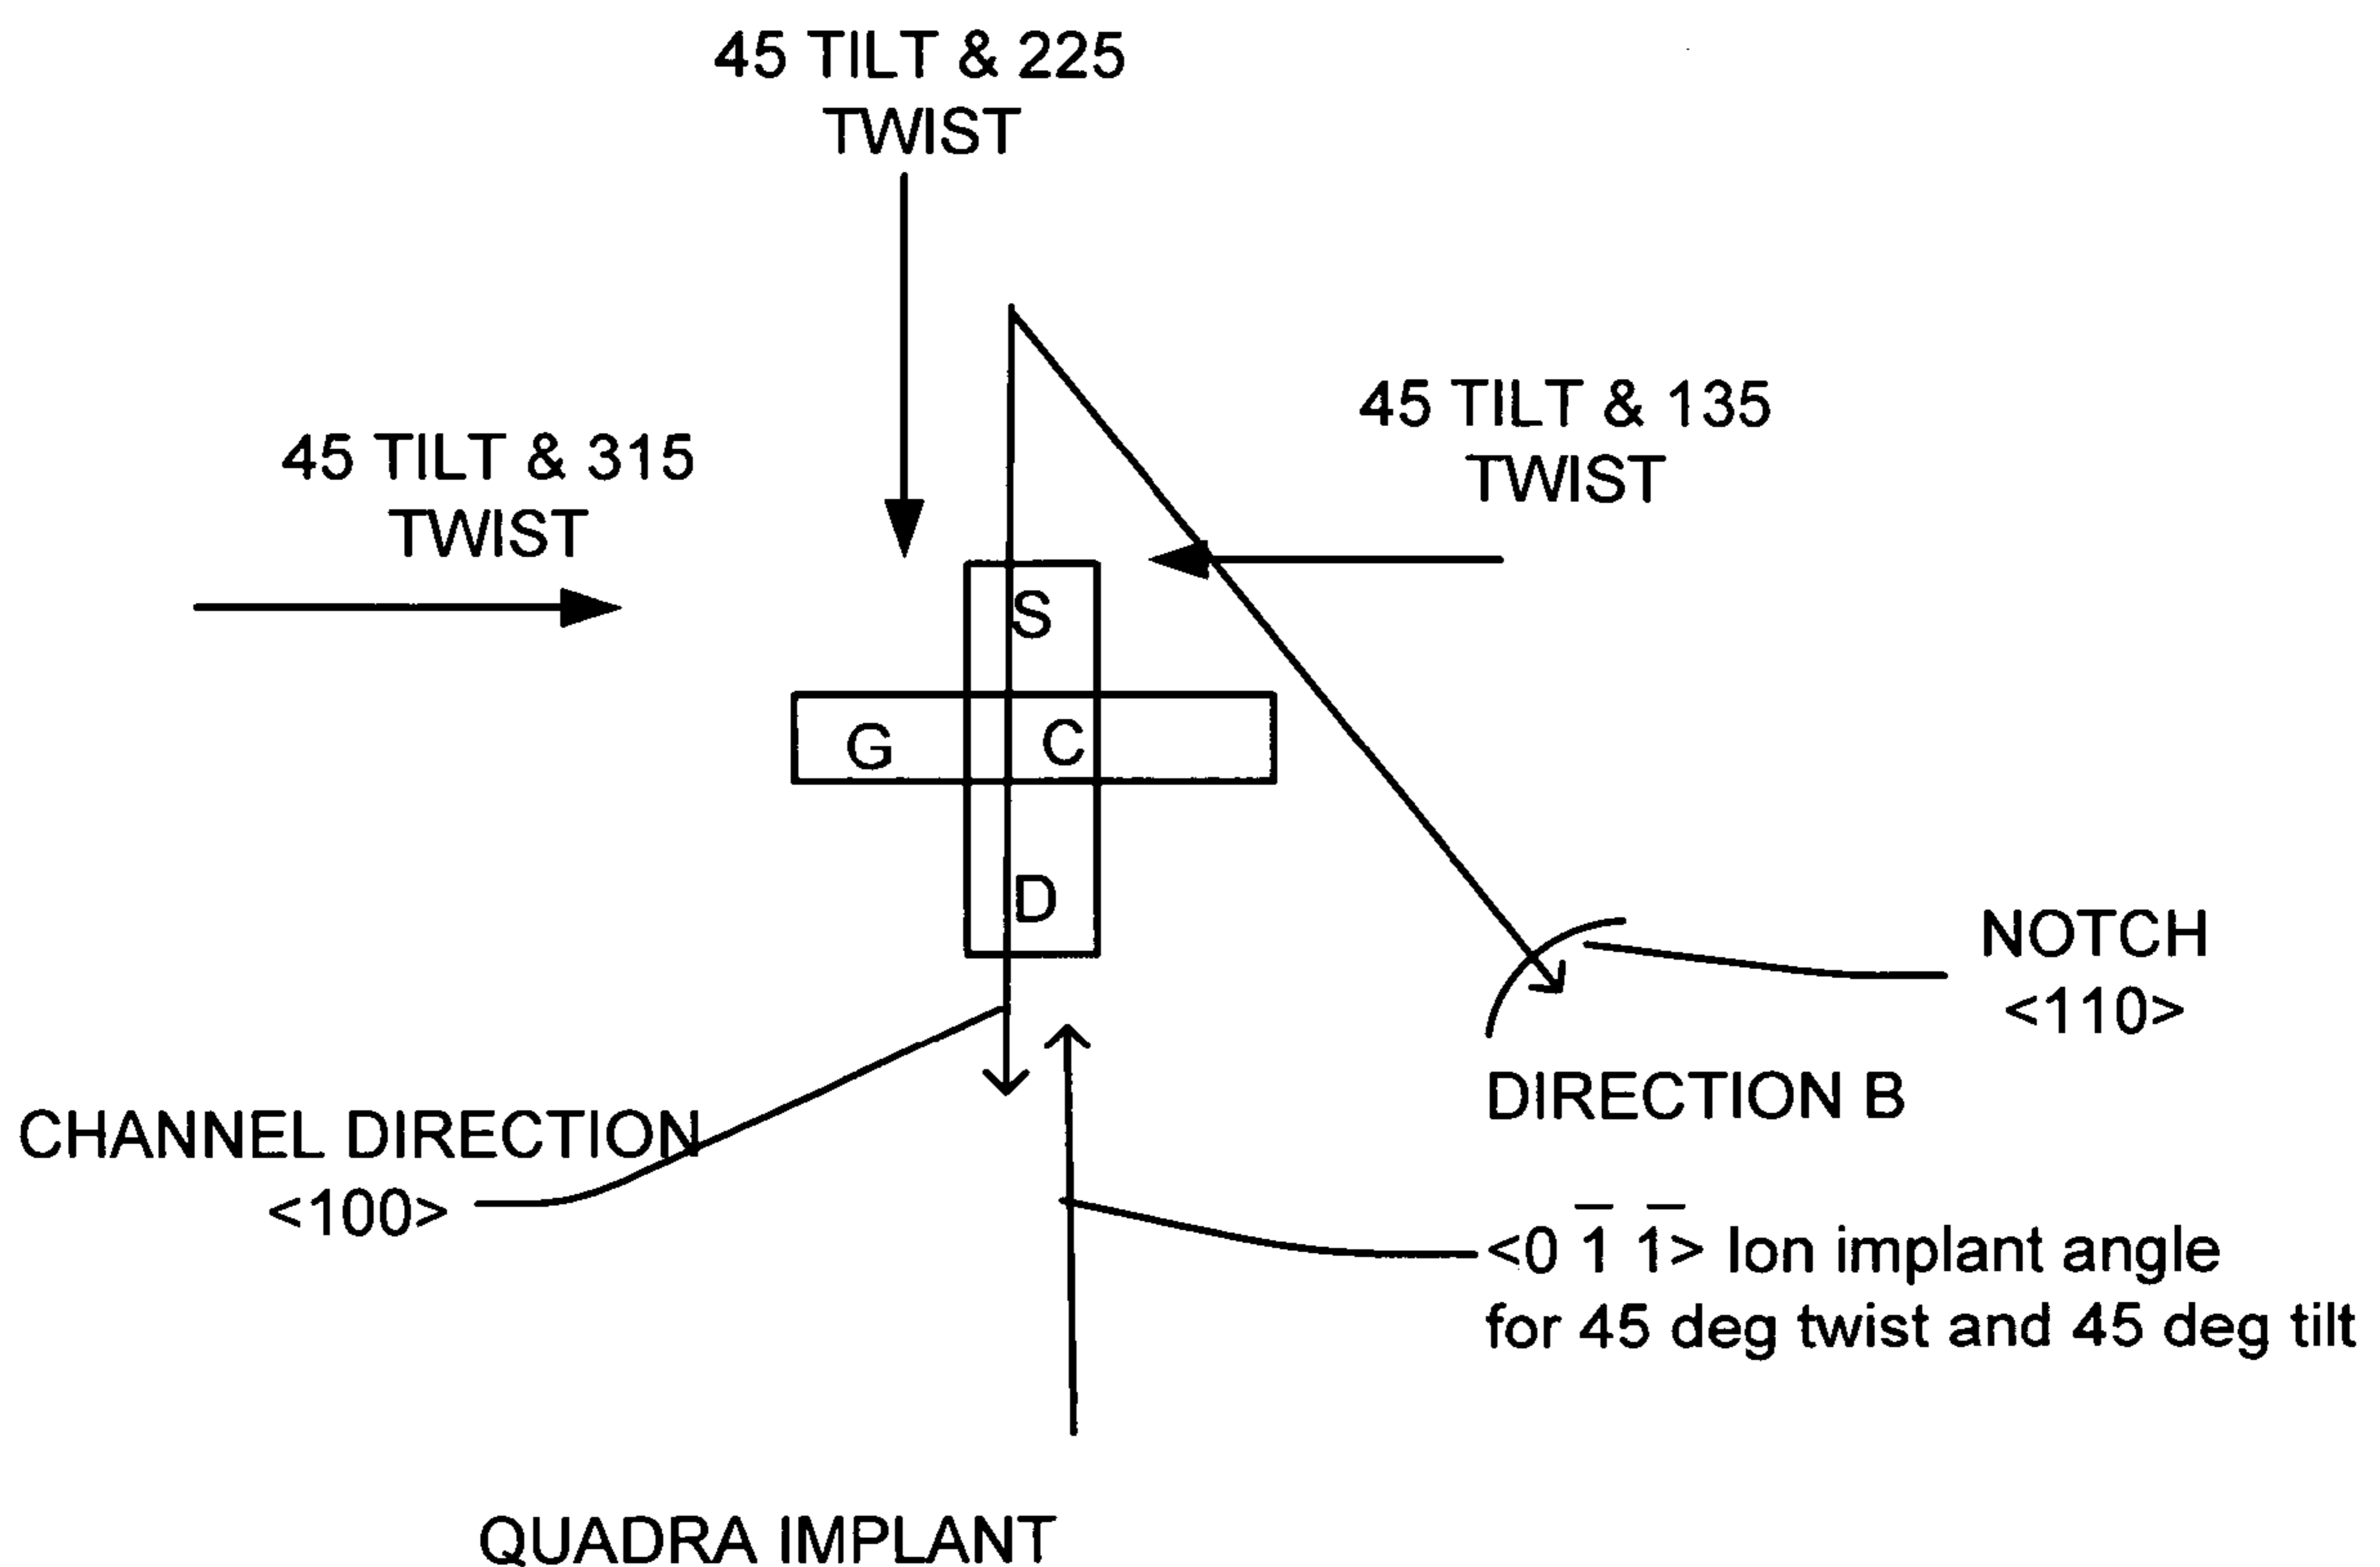 45 TILT & 225
TWIST
45 TILT & 135
TWIST
45 TILT & 315
TWIST
S
G
C
D
NOTCH
<110>
DIRECTION B
CHANNEL DIRECTION
<100>
<0 1̅ 1̅> Ion implant angle
for 45 deg twist and 45 deg tilt
QUADRA IMPLANT